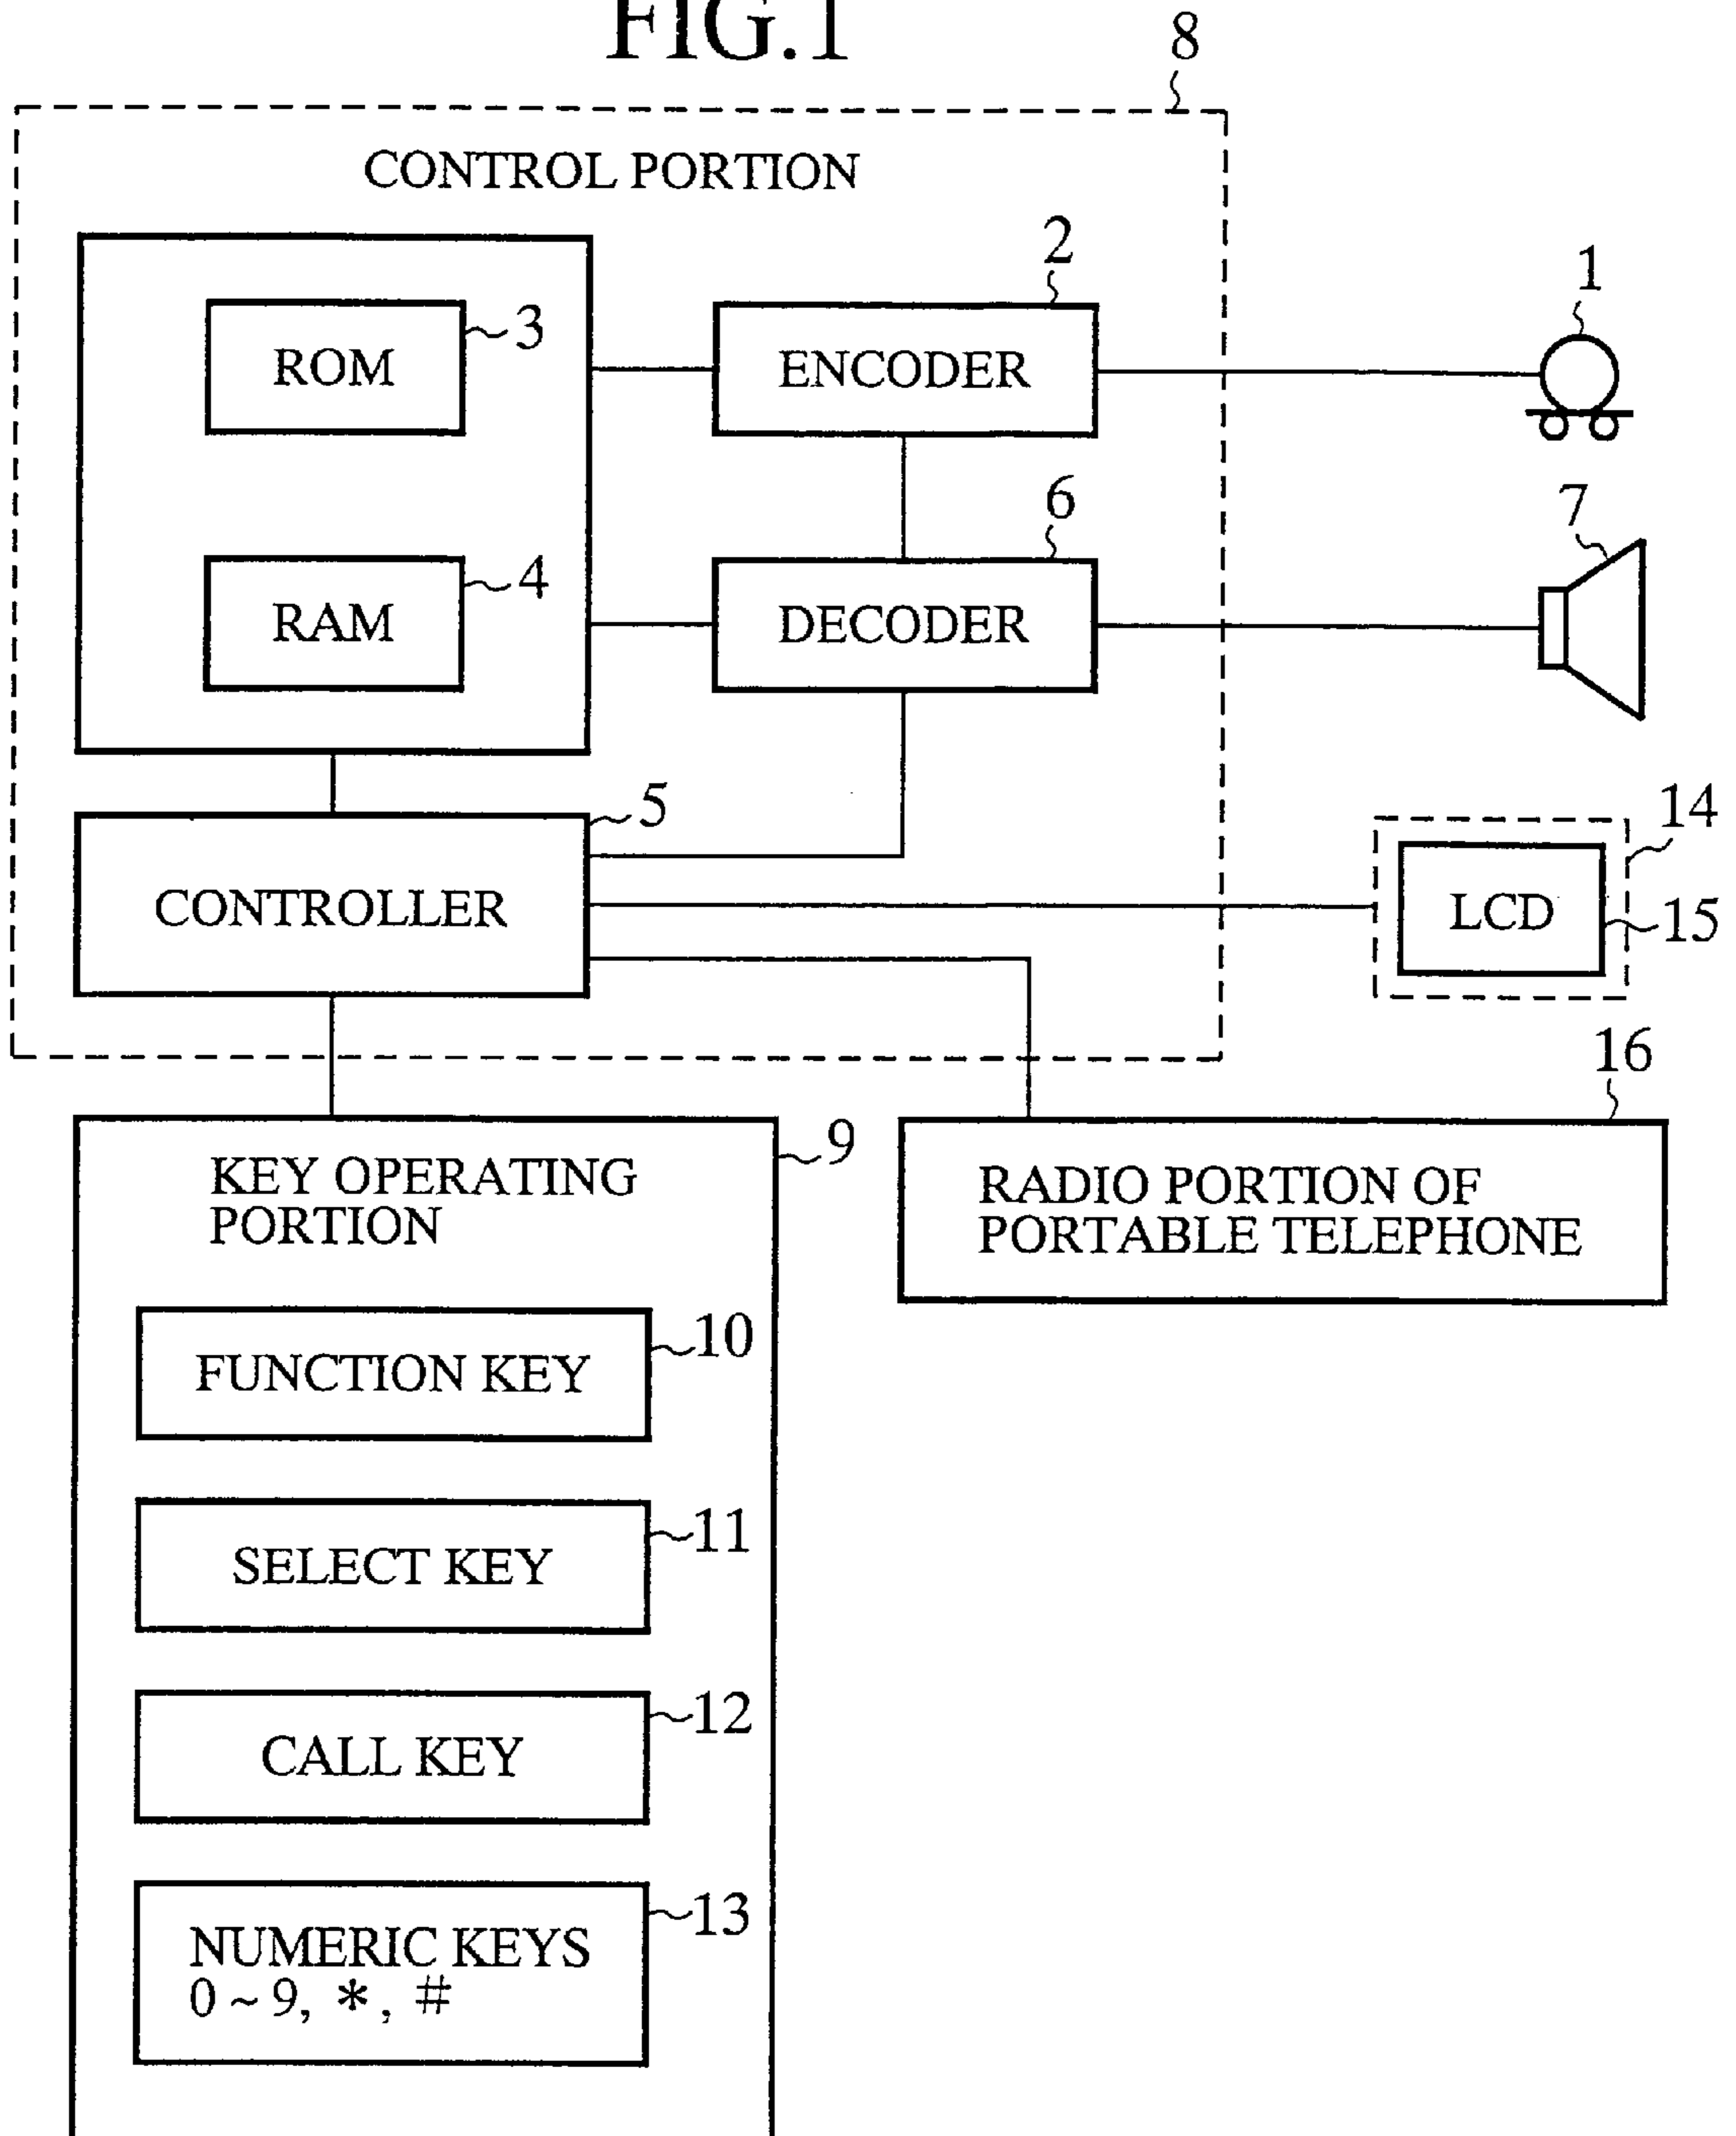 FIG.1
8
CONTROL PORTION
2
1
3
ROM
ENCODER
6
7
4
RAM
DECODER
5
14
CONTROLLER
LCD
15
16
9
KEY OPERATING
PORTION
RADIO PORTION OF
PORTABLE TELEPHONE
10
FUNCTION KEY
11
SELECT KEY
12
CALL KEY
13
NUMERIC KEYS
0 ~ 9, *, #